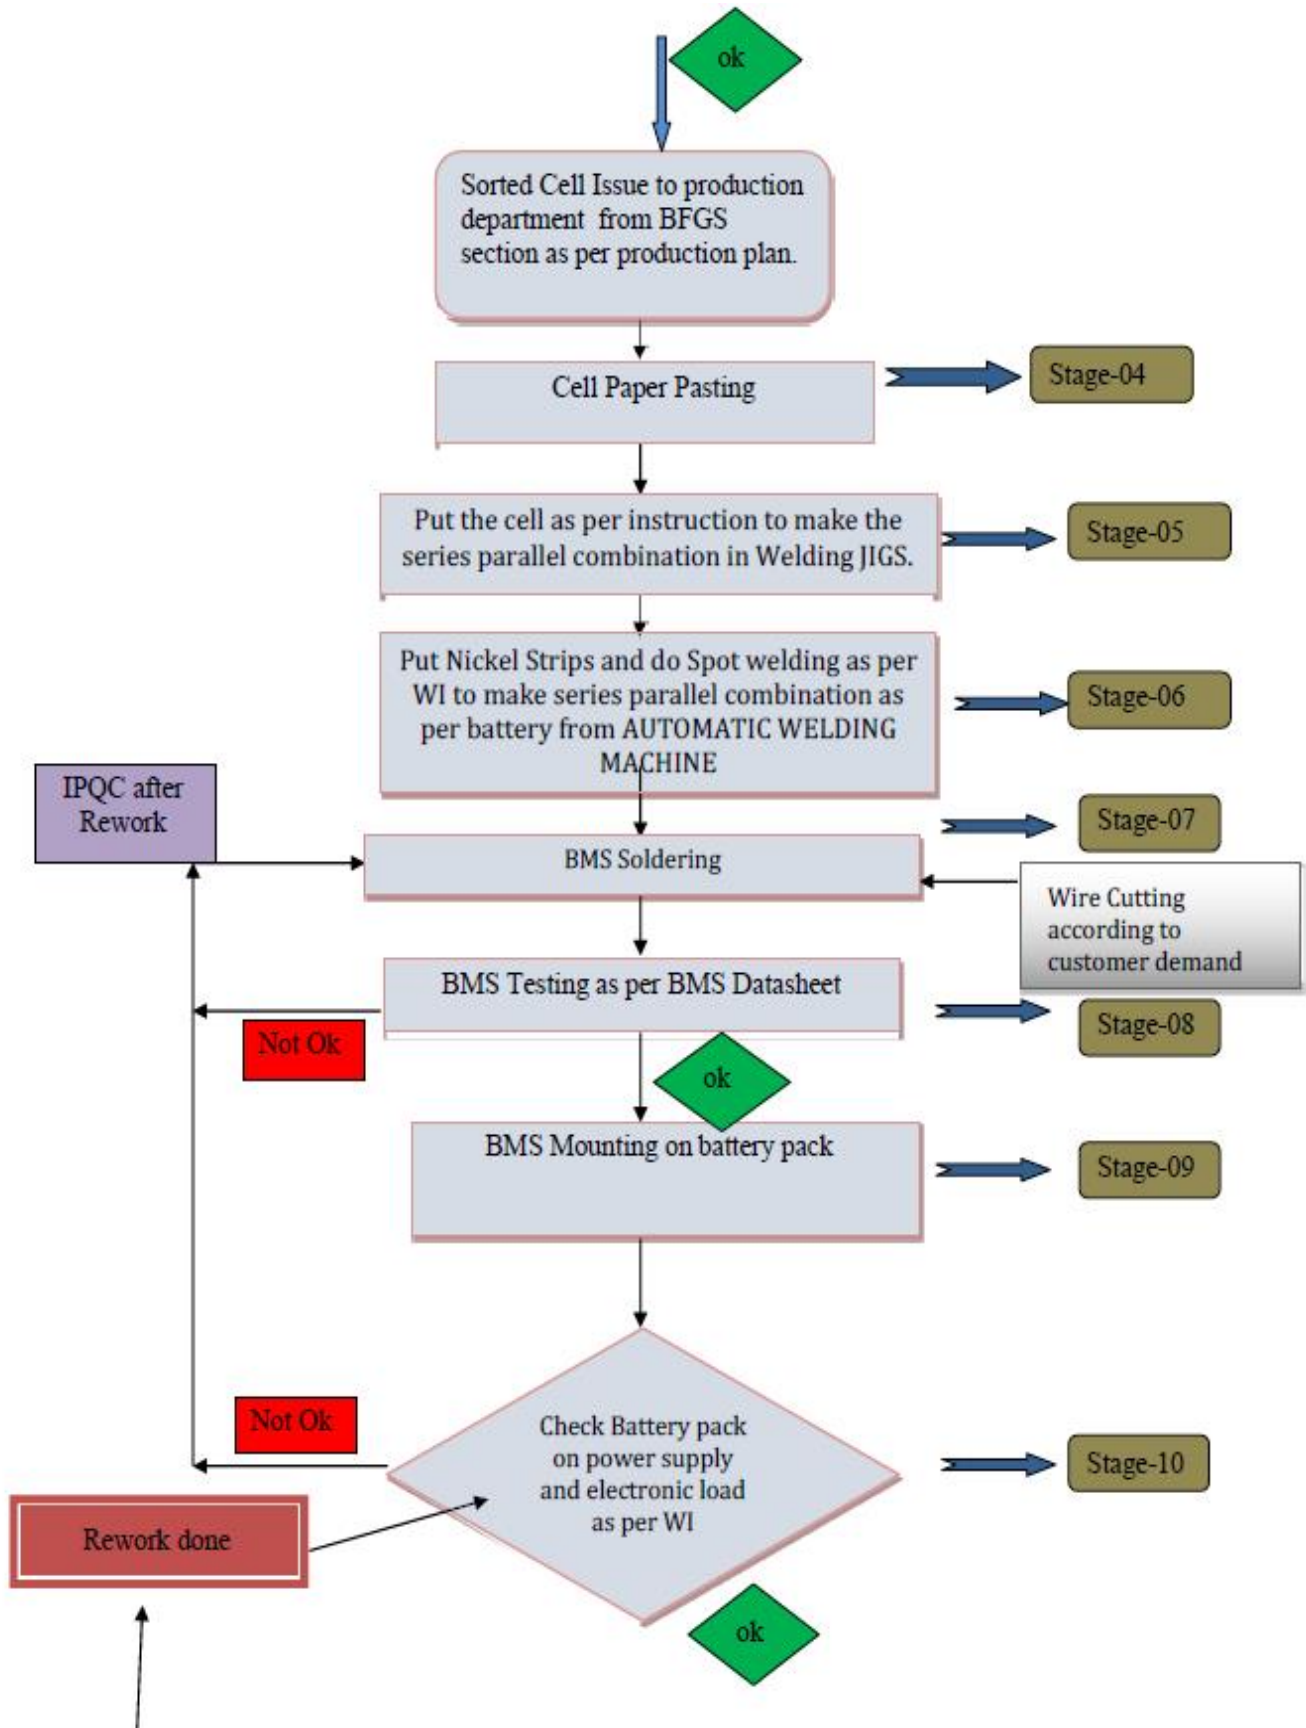 ok
Sorted Cell Issue to production
department from BFGS
section as per production plan.
Cell Paper Pasting
Stage-04
Put the cell as per instruction to make the
series parallel combination in Welding JIGS.
Stage-05
Put Nickel Strips and do Spot welding as per
WI to make series parallel combination as
per battery from AUTOMATIC WELDING
MACHINE
Stage-06
IPQC after
Rework
Stage-07
BMS Soldering
Wire Cutting
according to
customer demand
BMS Testing as per BMS Datasheet
Stage-08
Not Ok
ok
BMS Mounting on battery pack
Stage-09
Not Ok
Check Battery pack
on power supply
and electronic load
as per WI
Stage-10
Rework done
ok